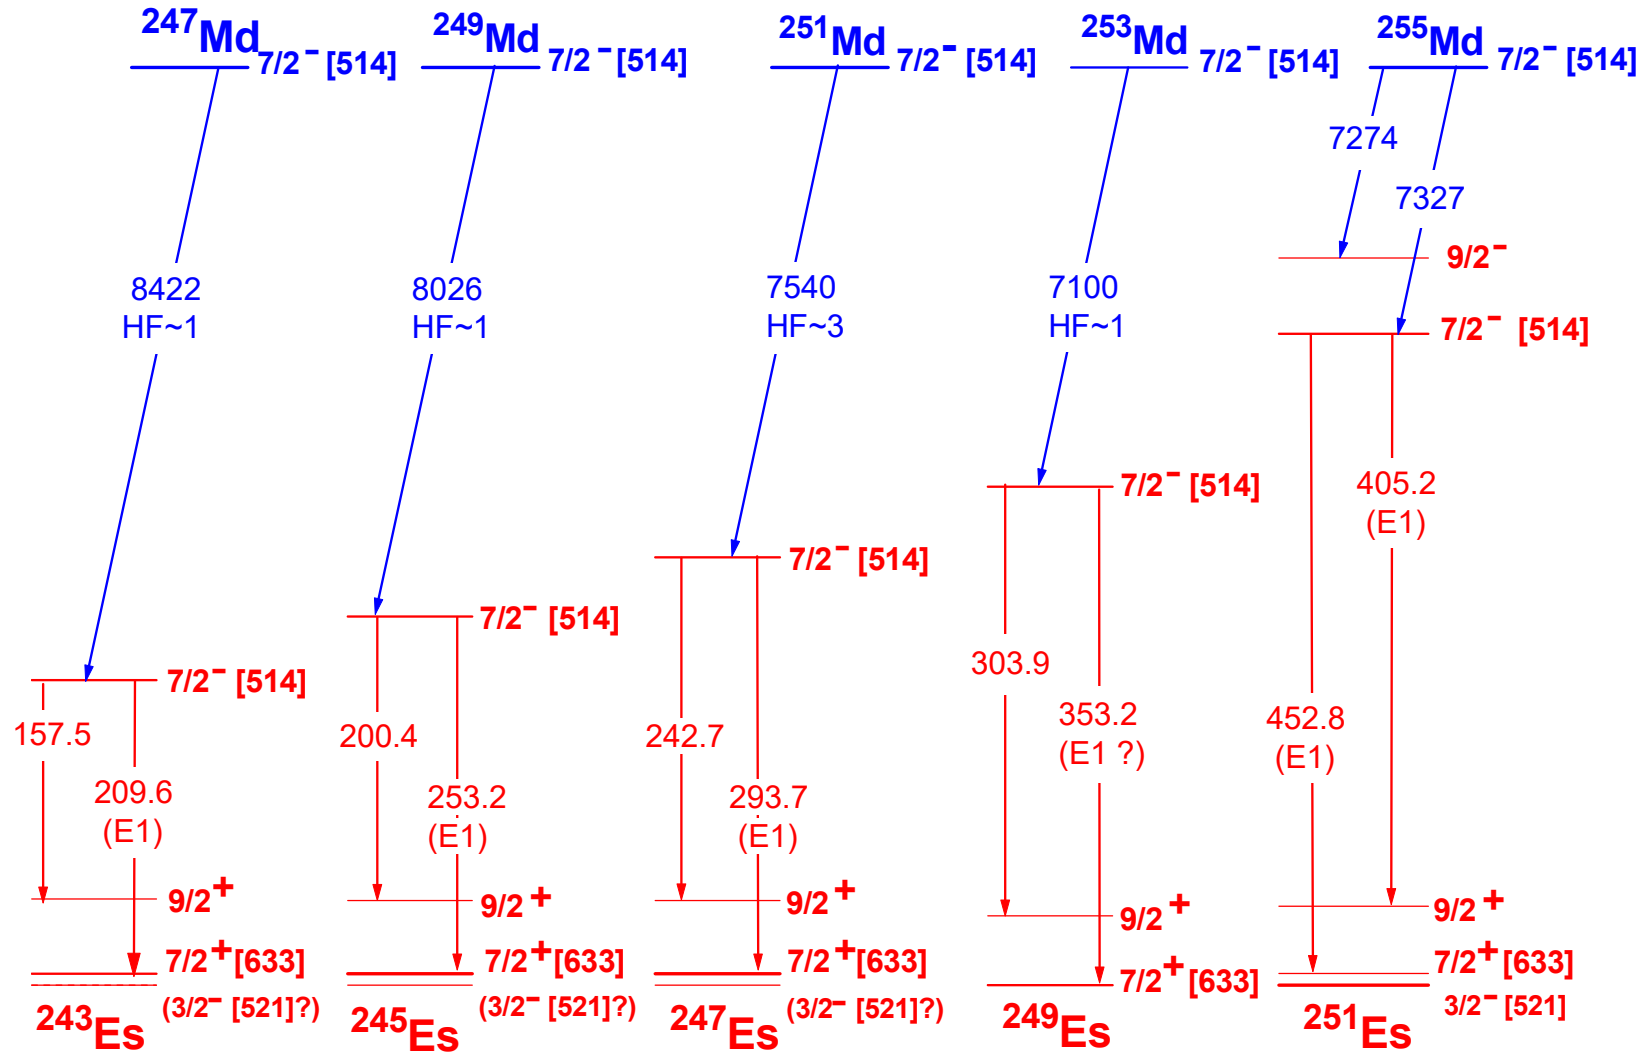 ²⁴⁷Md 7/2⁻ [514]
²⁴⁹Md 7/2⁻ [514]
²⁵¹Md 7/2⁻ [514]
²⁵³Md 7/2⁻ [514]
²⁵⁵Md 7/2⁻ [514]
8422
HF~1
8026
HF~1
7540
HF~3
7100
HF~1
7274
7327
9/2⁻
7/2⁻ [514]
7/2⁻ [514]
7/2⁻ [514]
7/2⁻ [514]
7/2⁻ [514]
157.5
209.6
(E1)
200.4
253.2
(E1)
242.7
293.7
(E1)
303.9
353.2
(E1 ?)
452.8
(E1)
405.2
(E1)
9/2⁺
9/2⁺
9/2⁺
9/2⁺
9/2⁺
7/2⁺[633]
7/2⁺[633]
7/2⁺[633]
7/2⁺[633]
7/2⁺[633]
(3/2⁻ [521]?)
(3/2⁻ [521]?)
(3/2⁻ [521]?)
3/2⁻ [521]
²⁴³Es
²⁴⁵Es
²⁴⁷Es
²⁴⁹Es
²⁵¹Es